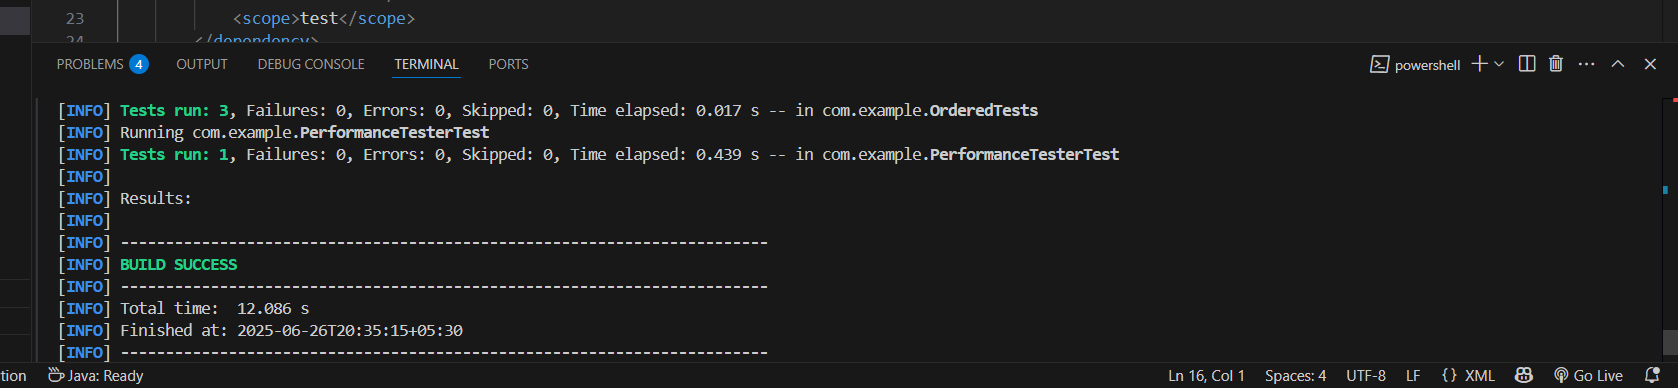 23 <scope>test</scope>
24 </dependency>
PROBLEMS 4 OUTPUT DEBUG CONSOLE TERMINAL PORTS powershell
[INFO] Tests run: 3, Failures: 0, Errors: 0, Skipped: 0, Time elapsed: 0.017 s -- in com.example.OrderedTests
[INFO] Running com.example.PerformanceTesterTest
[INFO] Tests run: 1, Failures: 0, Errors: 0, Skipped: 0, Time elapsed: 0.439 s -- in com.example.PerformanceTesterTest
[INFO]
[INFO] Results:
[INFO]
[INFO] ------------------------------------------------------------------------
[INFO] BUILD SUCCESS
[INFO] ------------------------------------------------------------------------
[INFO] Total time:  12.086 s
[INFO] Finished at: 2025-06-26T20:35:15+05:30
[INFO] ------------------------------------------------------------------------
tion Java: Ready Ln 16, Col 1 Spaces: 4 UTF-8 LF {} XML Go Live